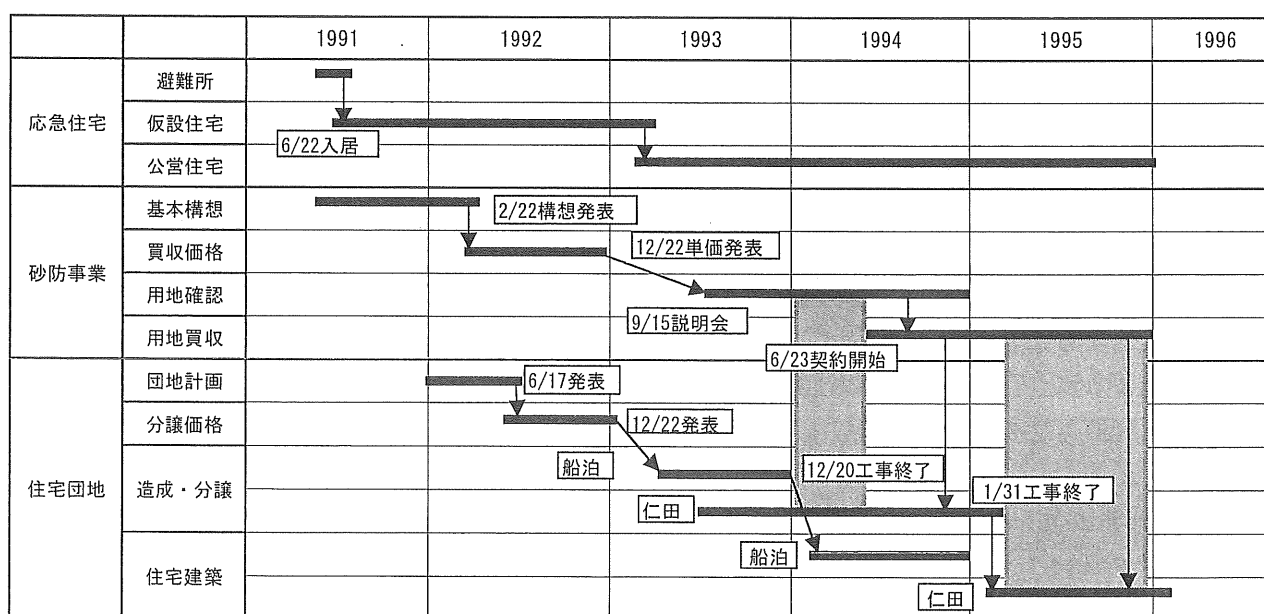 1991 1992 1993 1994 1995 1996
避難所
応急住宅 仮設住宅
6/22入居
公営住宅
基本構想 2/22構想発表
買収価格 12/22単価発表
砂防事業
用地確認
9/15説明会
用地買収
6/23契約開始
団地計画 6/17発表
分譲価格 12/22発表
船泊 12/20工事終了
住宅団地 造成・分譲 1/31工事終了
仁田
船泊
住宅建築
仁田